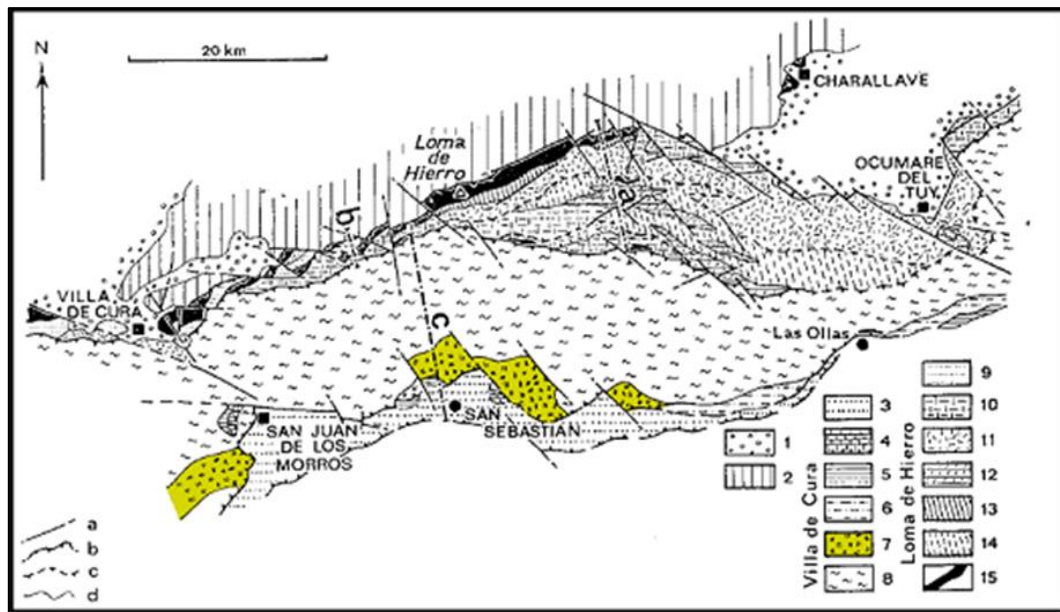 N
20 km
CHARALLAVE
Loma
de
Hierro
OCUMARE
DEL
TUY
a
b
VILLA
DE CURA
c
Las Ollas
SAN
SEBASTIAN
SAN JUAN
DE LOS
MORROS
1
2
Villa de Cura
3
4
5
6
7
8
Loma de Hierro
9
10
11
12
13
14
15
a
b
c
d